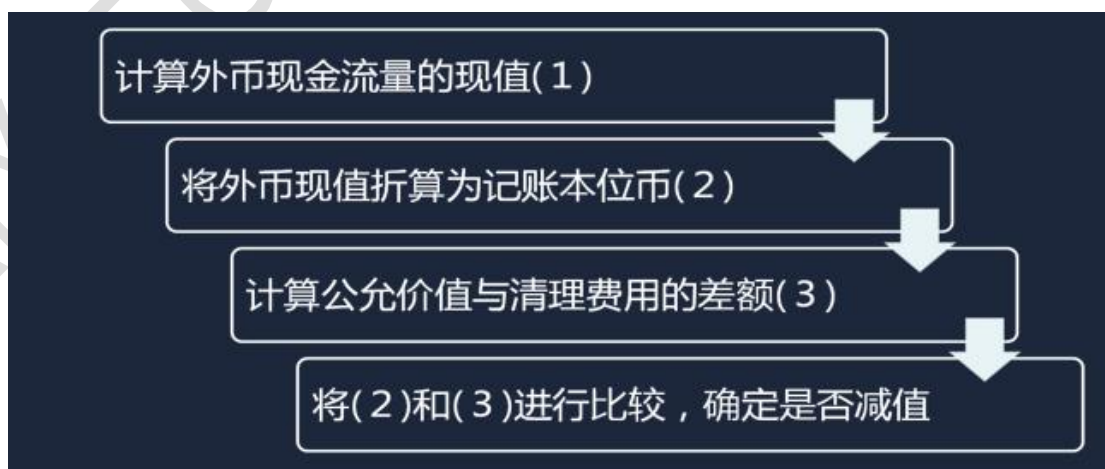 计算外币现金流量的现值(1)
将外币现值折算为记账本位币(2)
计算公允价值与清理费用的差额(3)
将(2)和(3)进行比较，确定是否减值